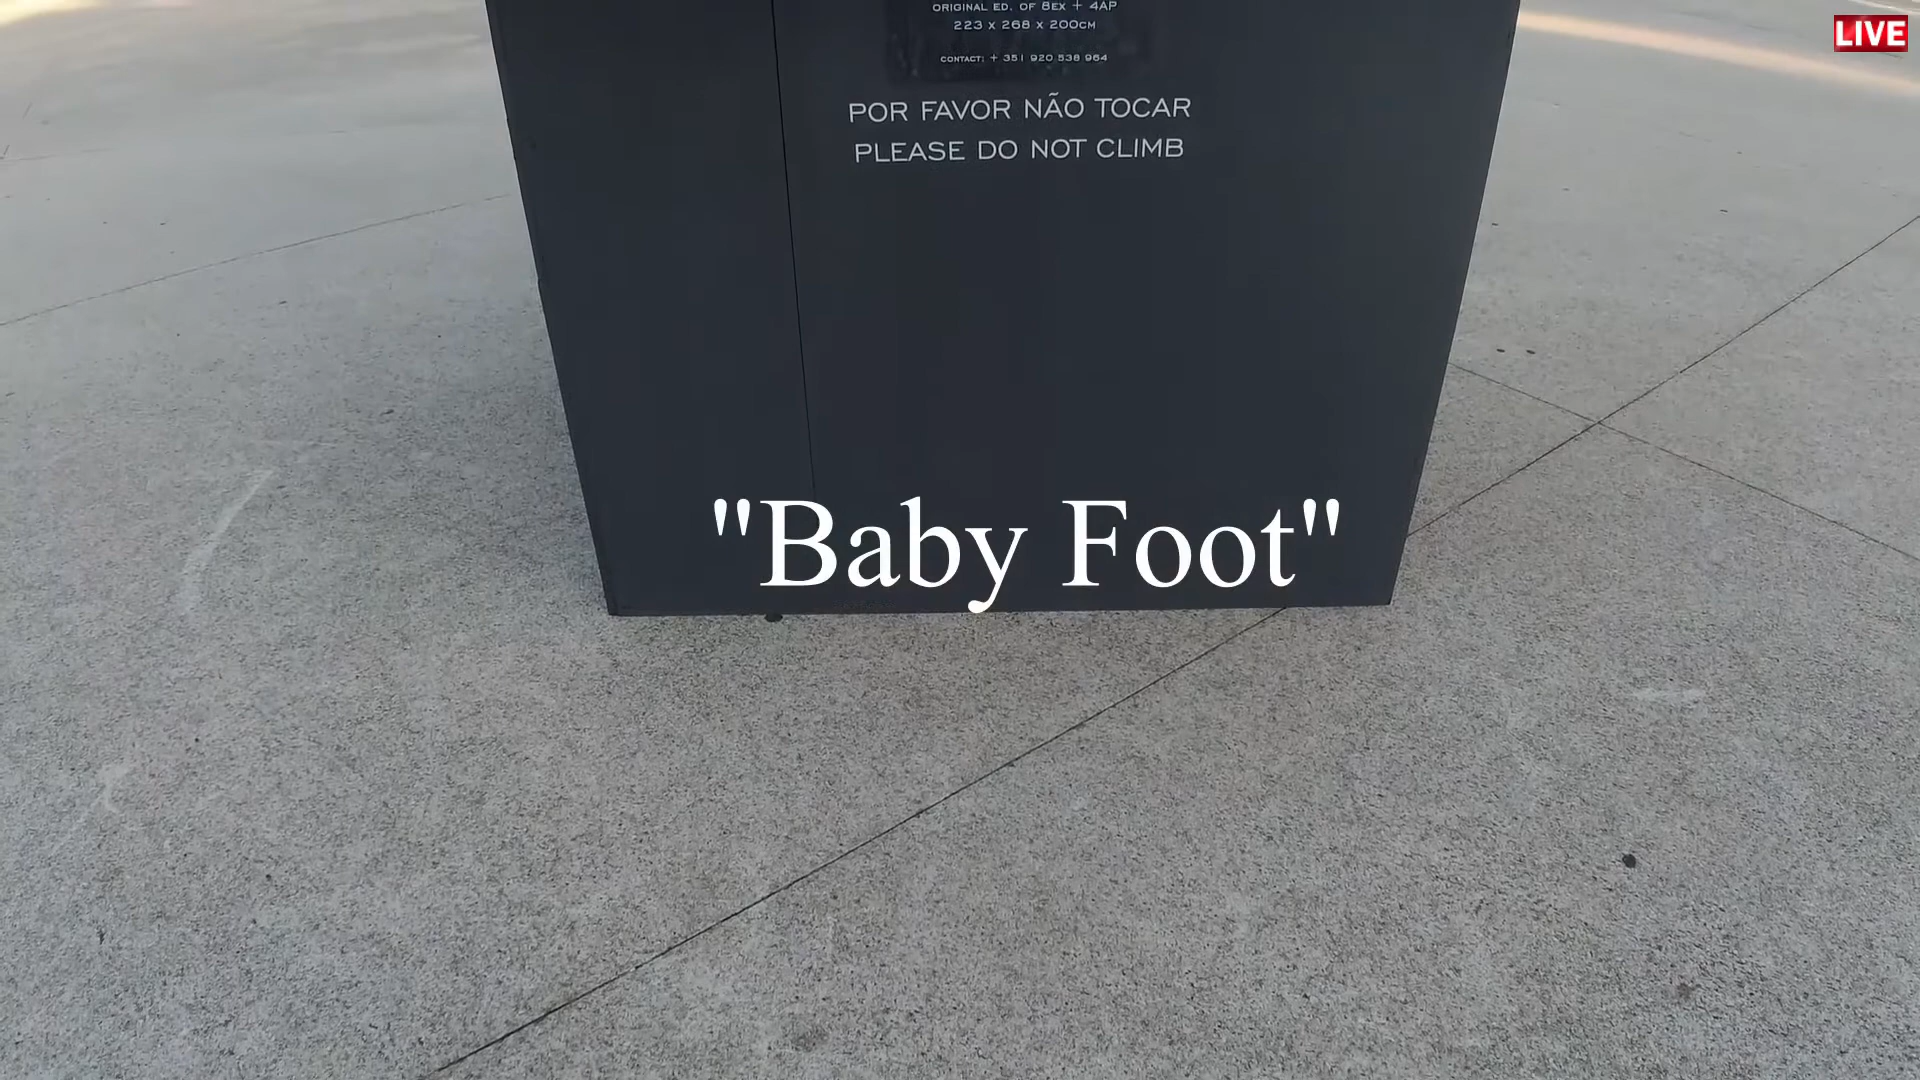 LIVE
ORIGINAL ED. OF 8EX + 4AP
223 x 268 x 200CM
CONTACT: + 351 920 538 964
POR FAVOR NÃO TOCAR
PLEASE DO NOT CLIMB
"Baby Foot"